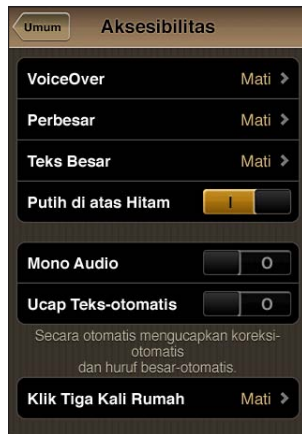 Umum Aksesibilitas
VoiceOver Mati
Perbesar Mati
Teks Besar Mati
Putih di atas Hitam
Mono Audio
Ucap Teks-otomatis
Secara otomatis mengucapkan koreksi-
otomatis
dan huruf besar-otomatis.
Klik Tiga Kali Rumah Mati